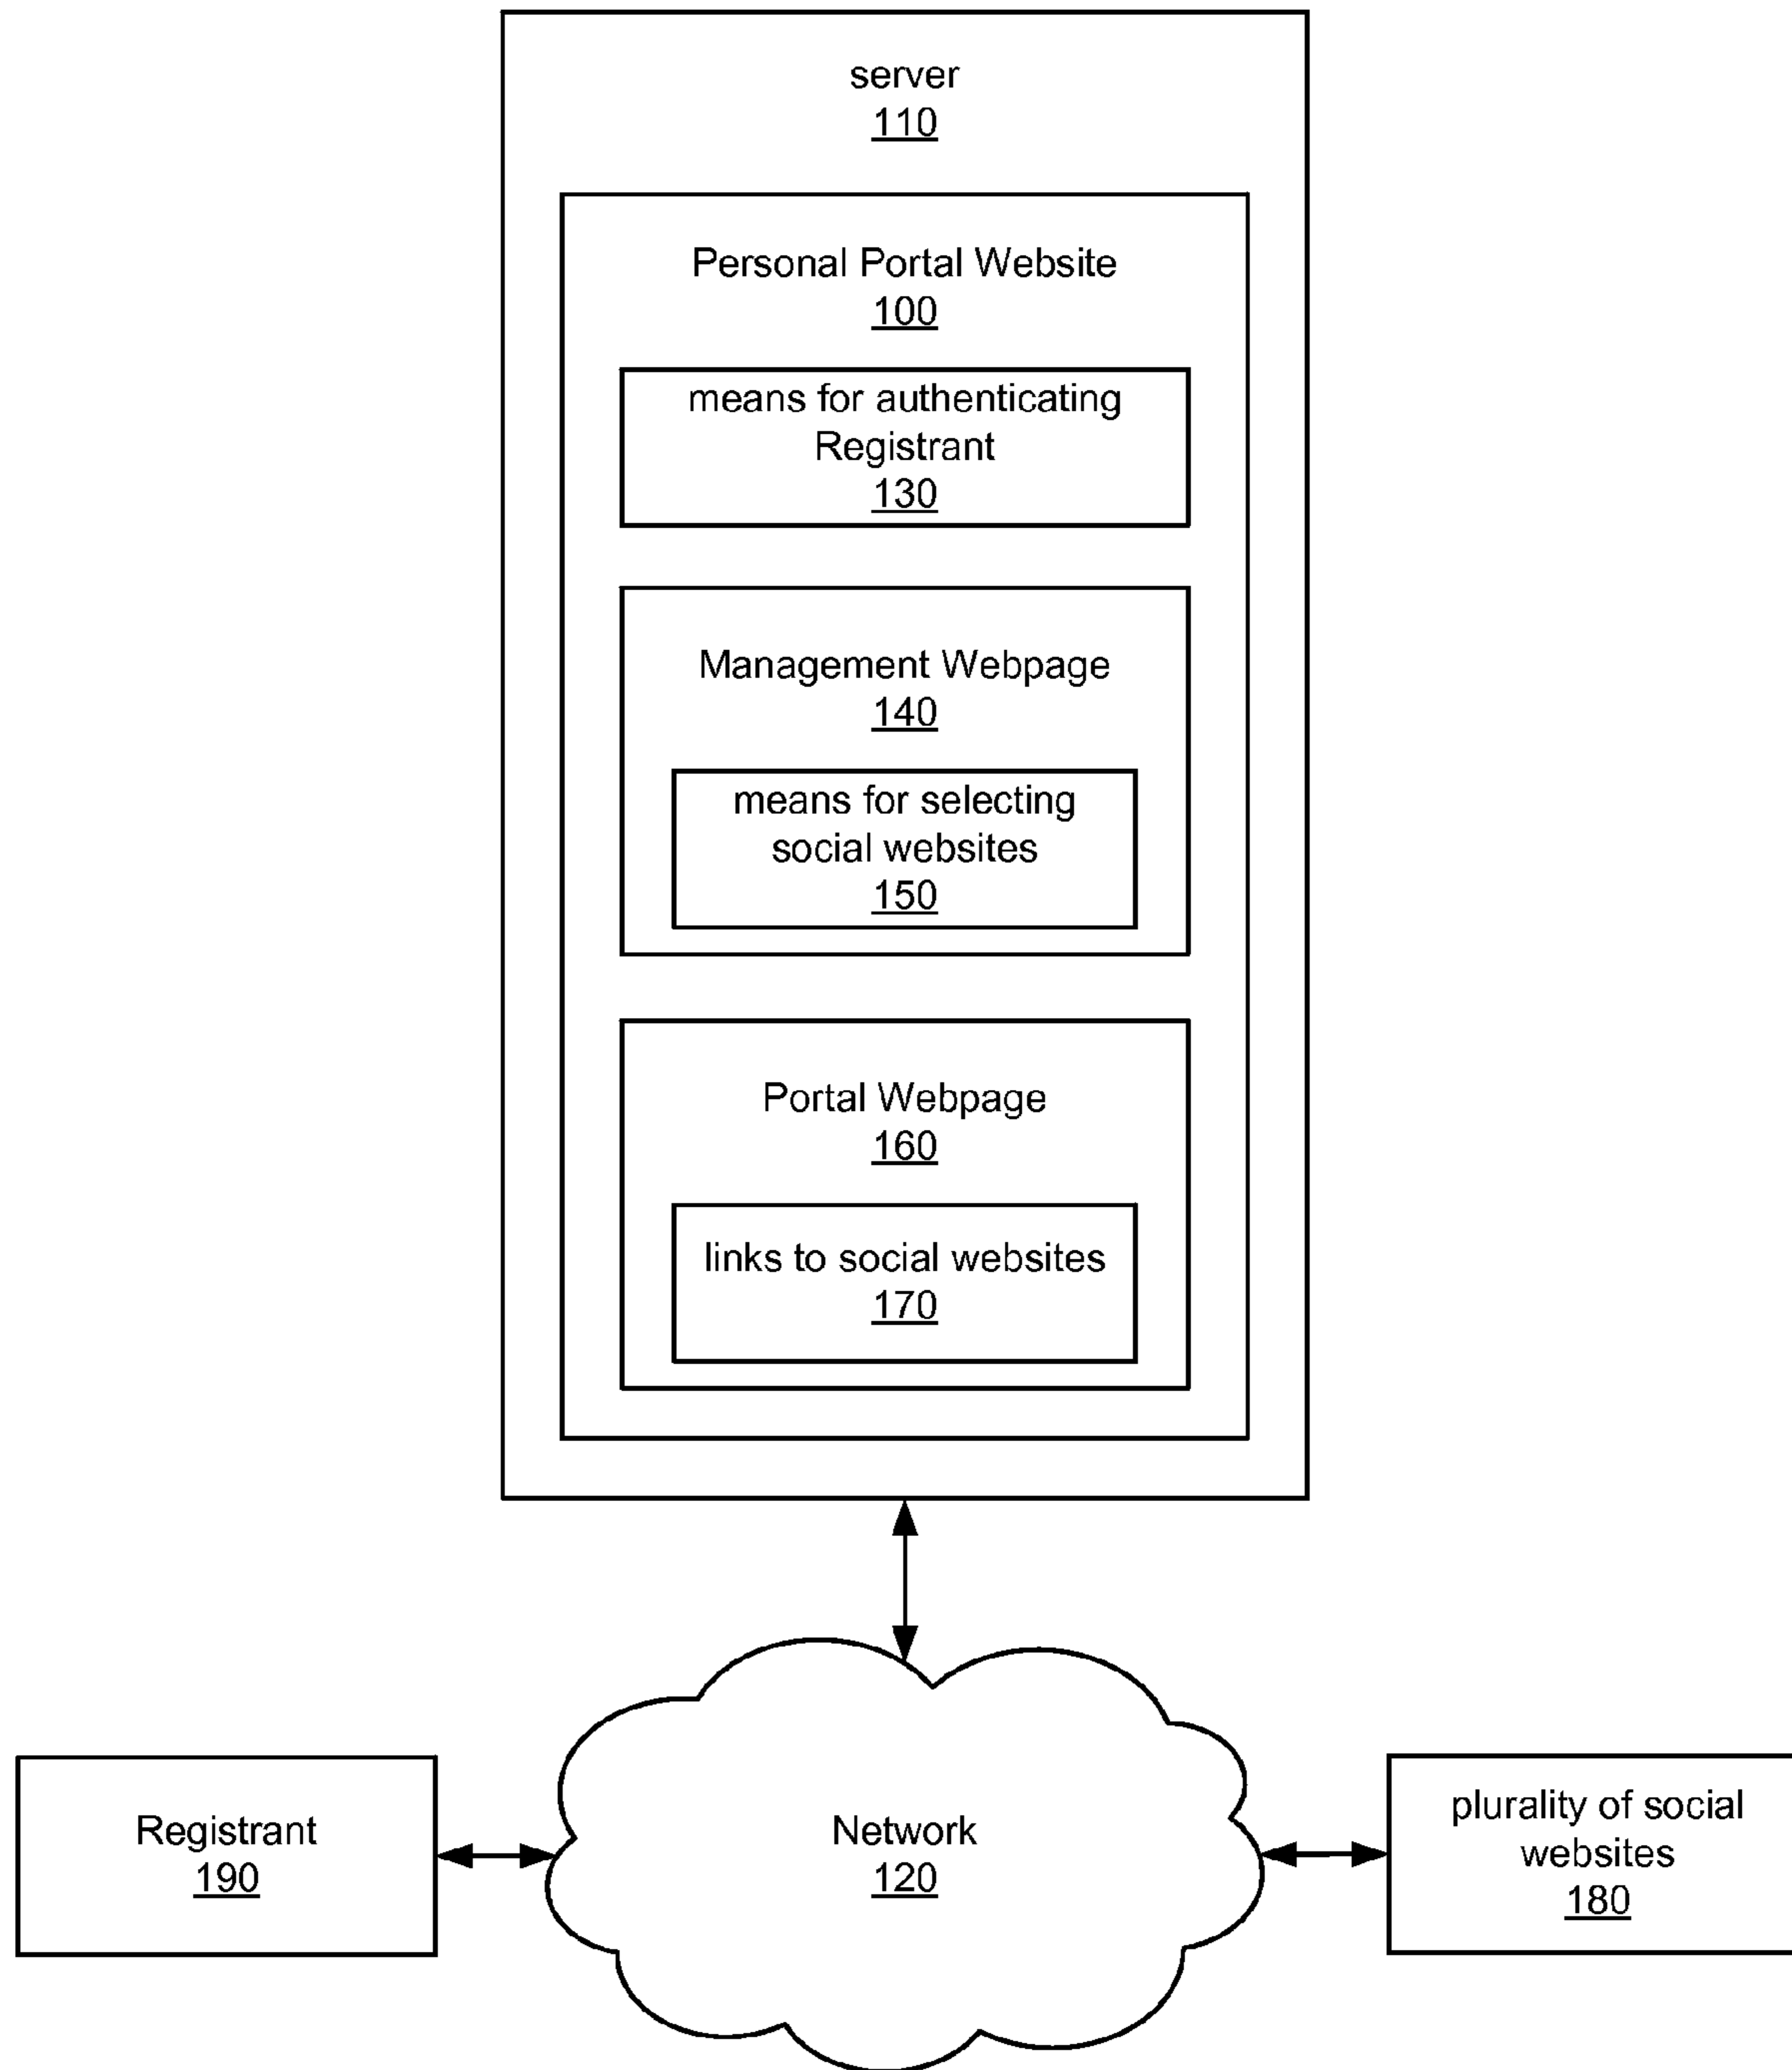 server
110
Personal Portal Website
100
means for authenticating
Registrant
130
Management Webpage
140
means for selecting
social websites
150
Portal Webpage
160
links to social websites
170
Registrant
190
Network
120
plurality of social
websites
180